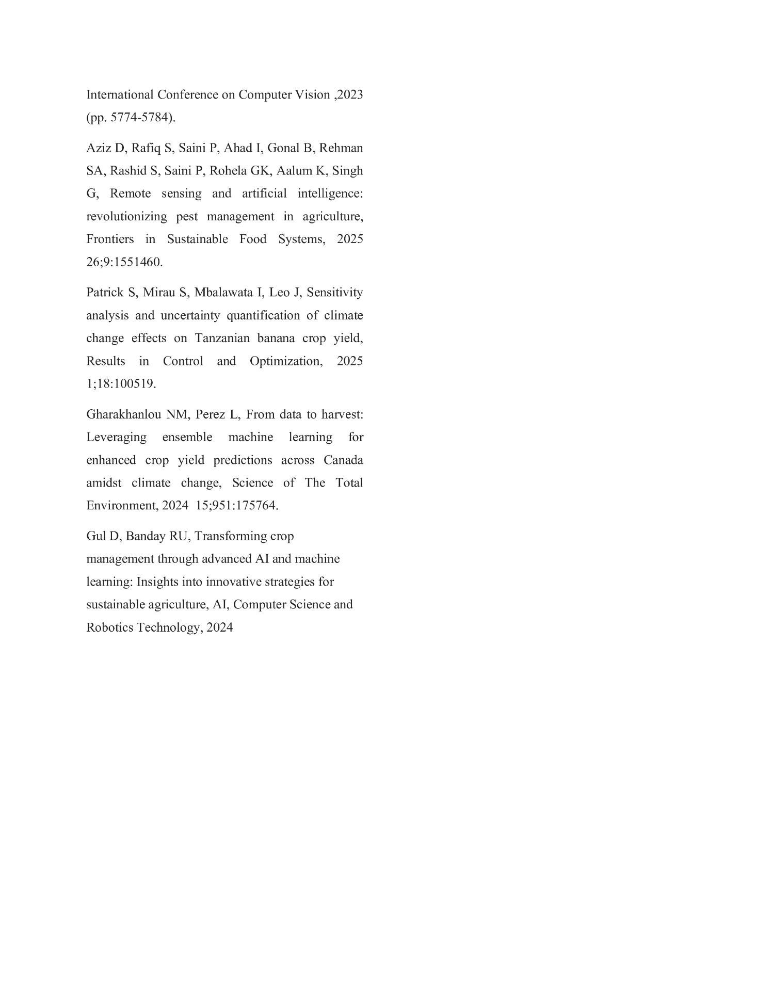 International Conference on Computer Vision ,2023
(pp. 5774-5784).
Aziz D, Rafiq S, Saini P, Ahad I, Gonal B, Rehman
SA, Rashid S, Saini P, Rohela GK, Aalum K, Singh
G, Remote sensing and artificial intelligence:
revolutionizing pest management in agriculture,
Frontiers in Sustainable Food Systems, 2025
26;9:1551460.
Patrick S, Mirau S, Mbalawata I, Leo J, Sensitivity
analysis and uncertainty quantification of climate
change effects on Tanzanian banana crop yield,
Results in Control and Optimization, 2025
1;18:100519.
Gharakhanlou NM, Perez L, From data to harvest:
Leveraging ensemble machine learning for
enhanced crop yield predictions across Canada
amidst climate change, Science of The Total
Environment, 2024  15;951:175764.
Gul D, Banday RU, Transforming crop
management through advanced AI and machine
learning: Insights into innovative strategies for
sustainable agriculture, AI, Computer Science and
Robotics Technology, 2024